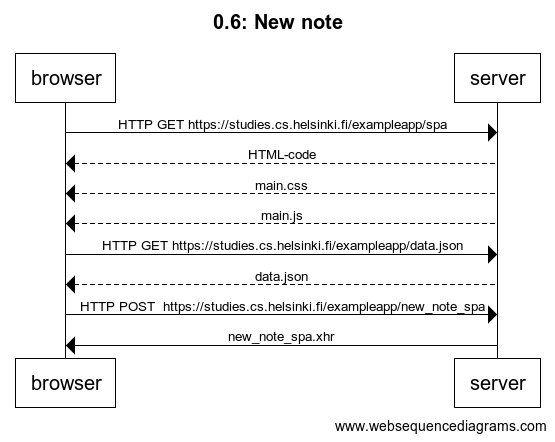 0.6: New note
browser
server
HTTP GET https://studies.cs.helsinki.fi/exampleapp/spa
HTML-code
main.css
main.js
HTTP GET https://studies.cs.helsinki.fi/exampleapp/data.json
data.json
HTTP POST  https://studies.cs.helsinki.fi/exampleapp/new_note_spa
new_note_spa.xhr
browser
server
www.websequencediagrams.com